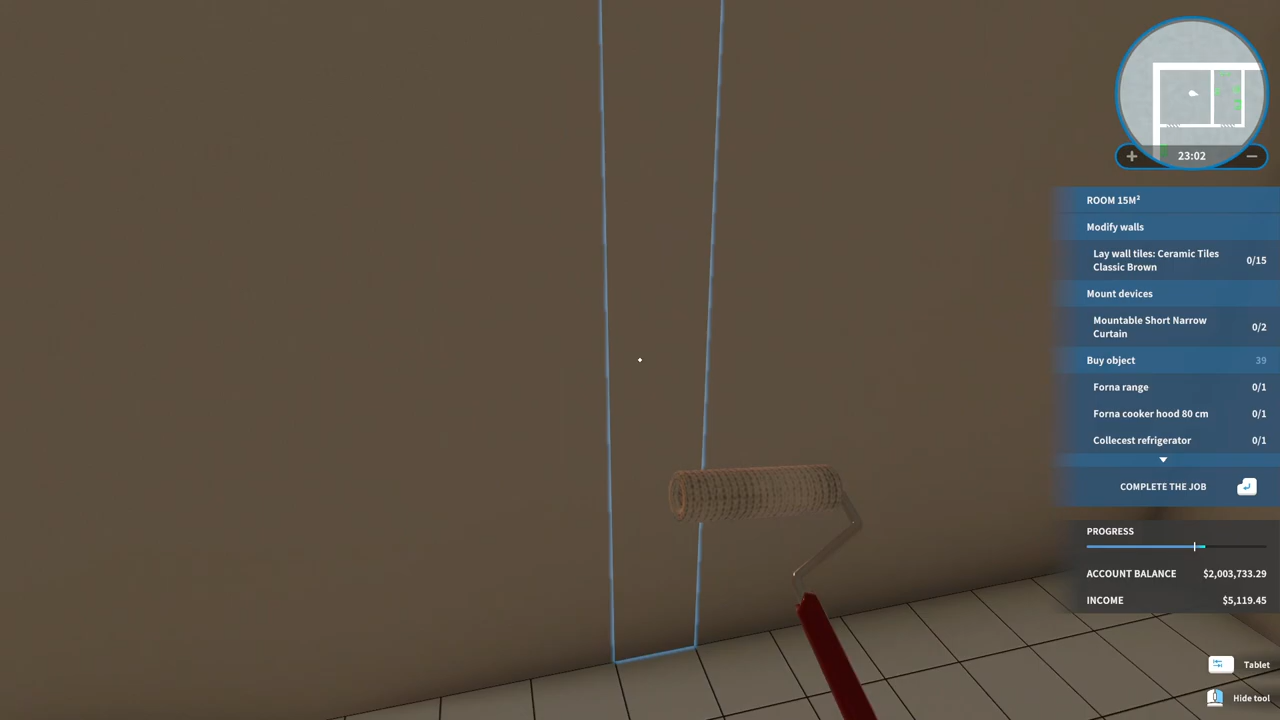 23:02
ROOM 15M²
Modify walls
Lay wall tiles: Ceramic Tiles
Classic Brown
0/15
Mount devices
Mountable Short Narrow
Curtain
0/2
Buy object 39
Forna range 0/1
Forna cooker hood 80 cm 0/1
Collecest refrigerator 0/1
COMPLETE THE JOB
PROGRESS
ACCOUNT BALANCE $2,003,733.29
INCOME $5,119.45
Tablet
Hide tool